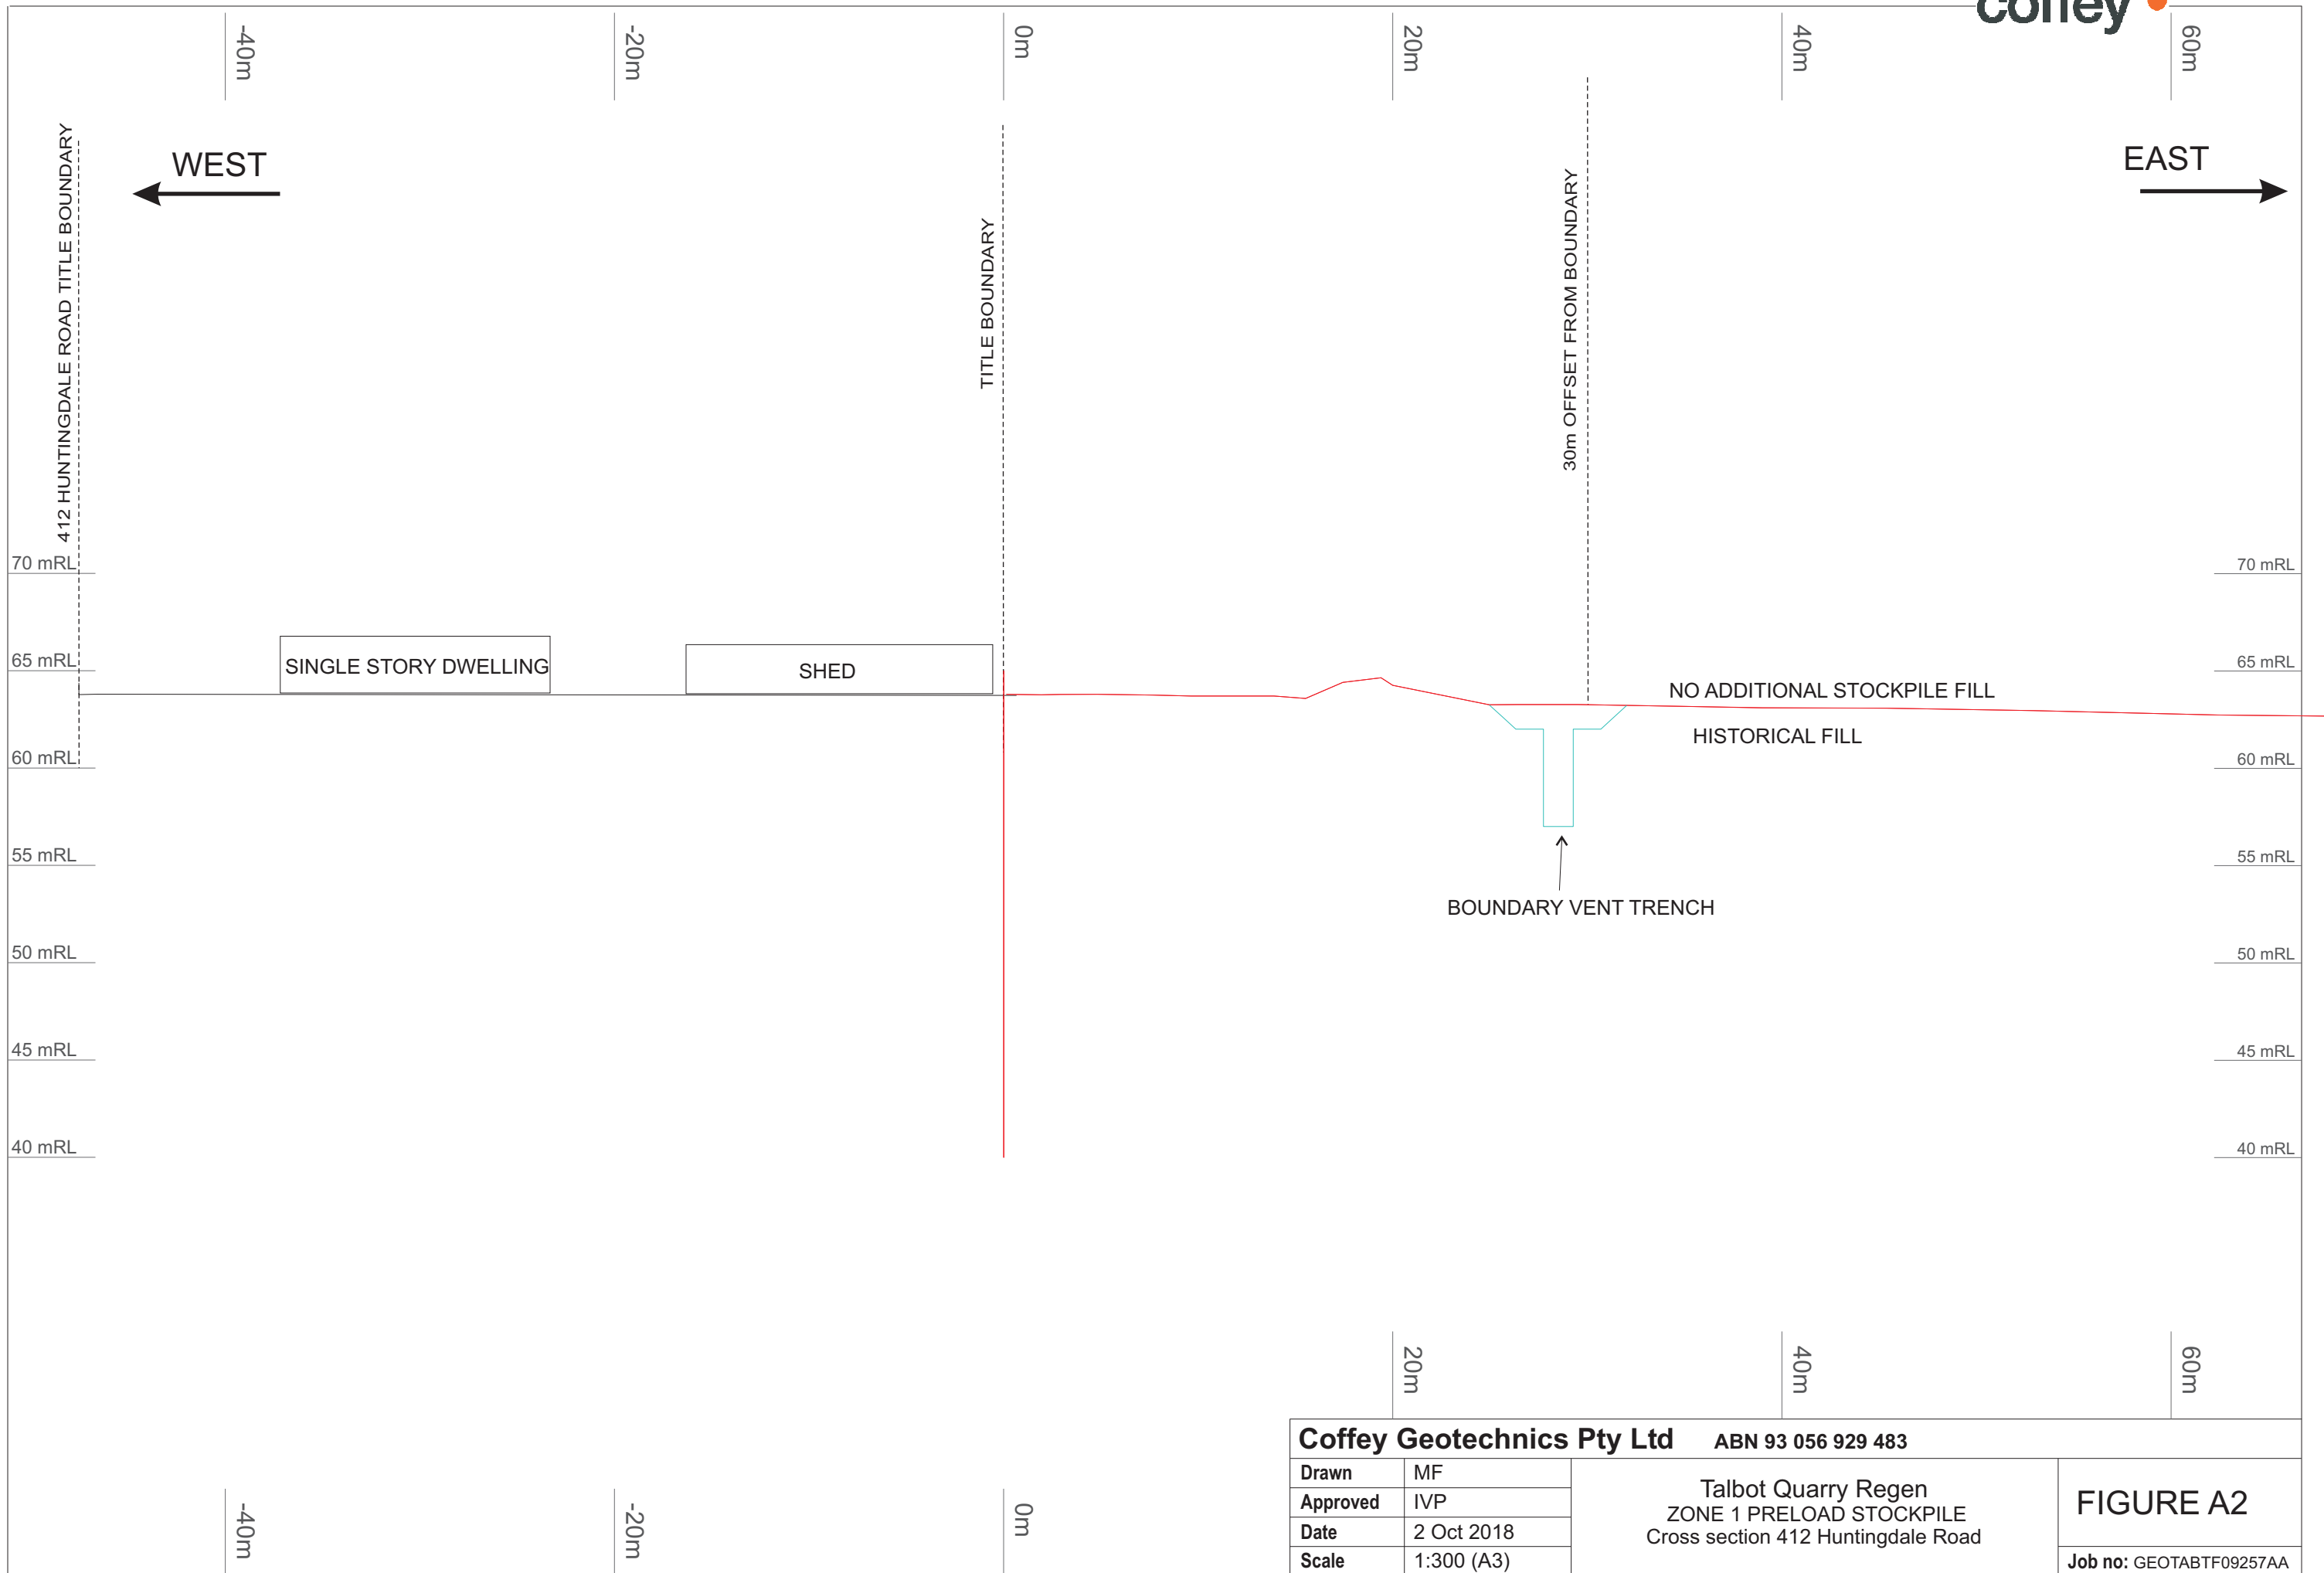 coffey
-40m
-20m
0m
20m
40m
60m
WEST
EAST
412 HUNTINGDALE ROAD TITLE BOUNDARY
TITLE BOUNDARY
30m OFFSET FROM BOUNDARY
70 mRL
70 mRL
65 mRL
SINGLE STORY DWELLING
SHED
65 mRL
NO ADDITIONAL STOCKPILE FILL
HISTORICAL FILL
60 mRL
60 mRL
55 mRL
55 mRL
BOUNDARY VENT TRENCH
50 mRL
50 mRL
45 mRL
45 mRL
40 mRL
40 mRL
20m
40m
60m
-40m
-20m
0m
Coffey Geotechnics Pty Ltd ABN 93 056 929 483
Drawn MF
Approved IVP
Date 2 Oct 2018
Scale 1:300 (A3)
Talbot Quarry Regen
ZONE 1 PRELOAD STOCKPILE
Cross section 412 Huntingdale Road
FIGURE A2
Job no: GEOTABTF09257AA